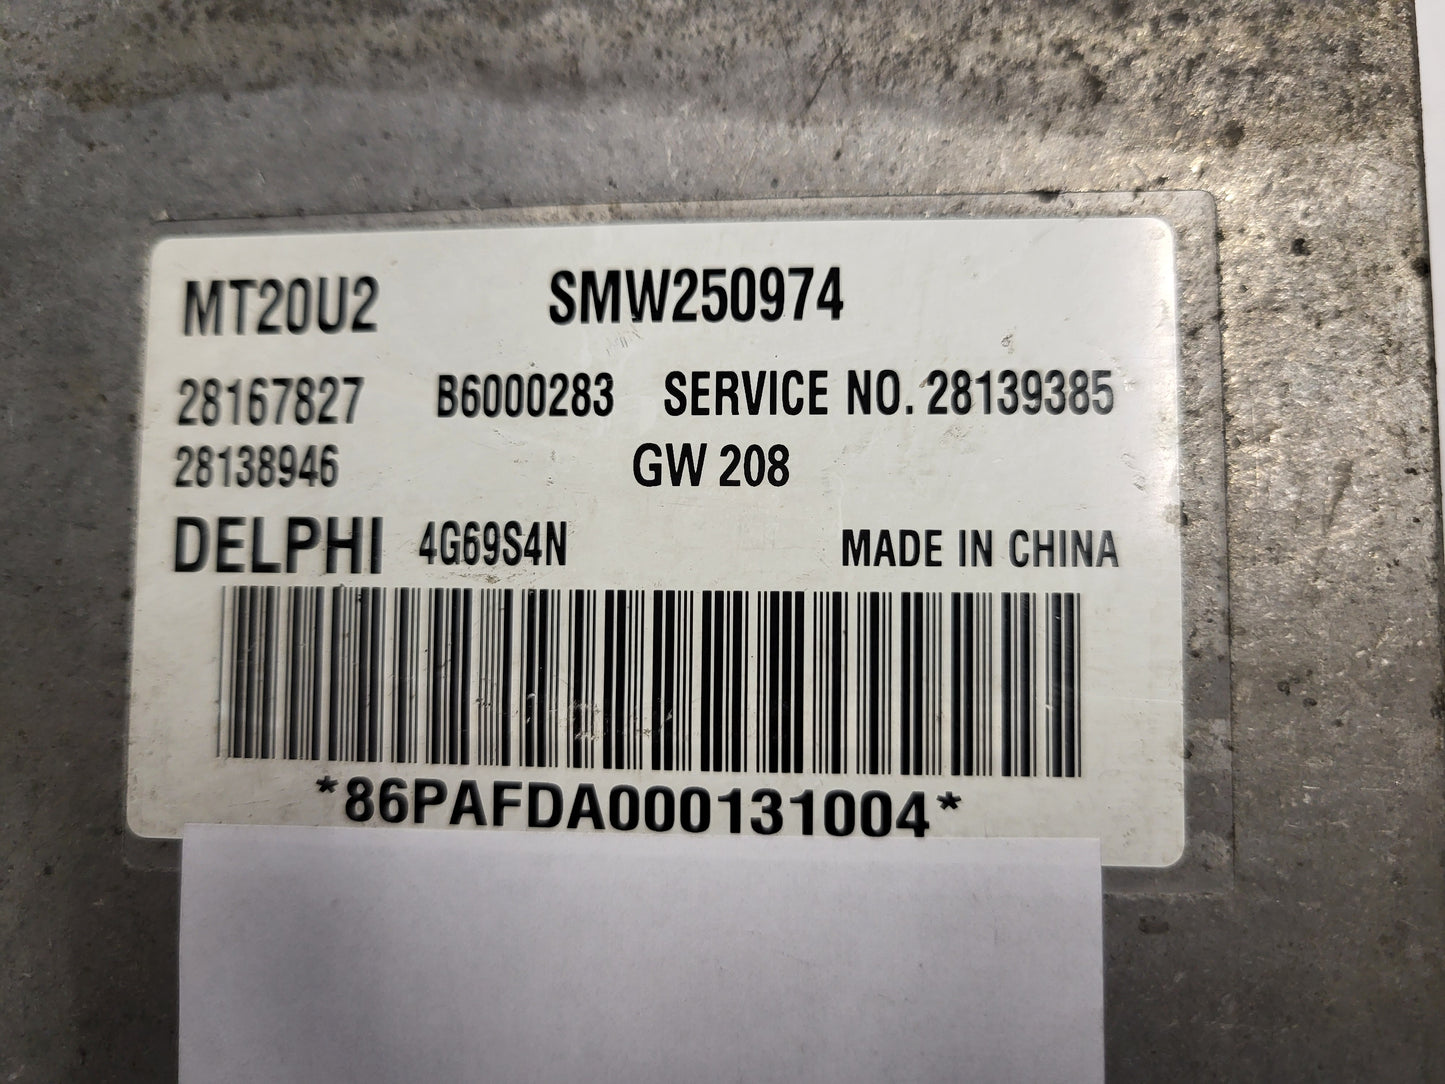 MT20U2 SMW250974
28167827 B6000283 SERVICE NO. 28139385
28138946 GW 208
DELPHI 4G69S4N MADE IN CHINA
*86PAFDA000131004*